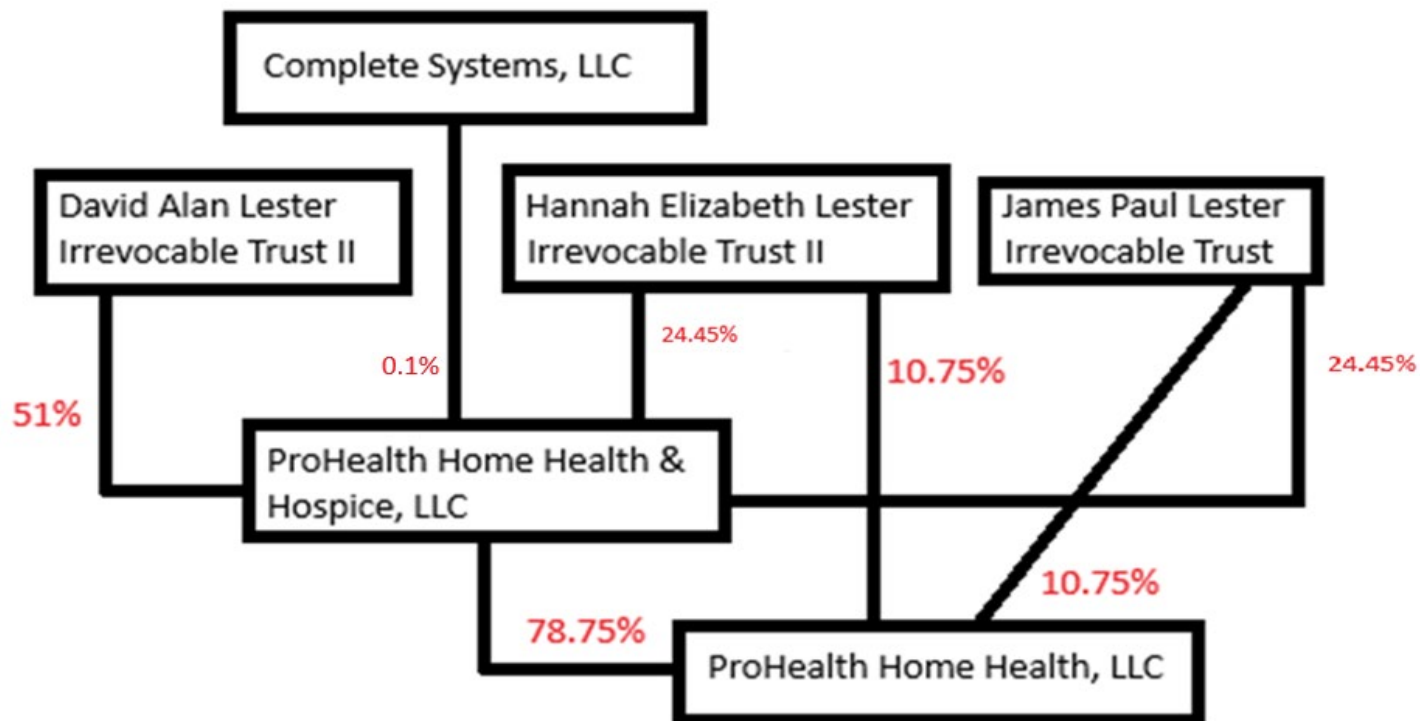 Complete Systems, LLC
David Alan Lester
Irrevocable Trust II
Hannah Elizabeth Lester
Irrevocable Trust II
James Paul Lester
Irrevocable Trust
51%
0.1%
24.45%
10.75%
24.45%
ProHealth Home Health &
Hospice, LLC
10.75%
78.75%
ProHealth Home Health, LLC